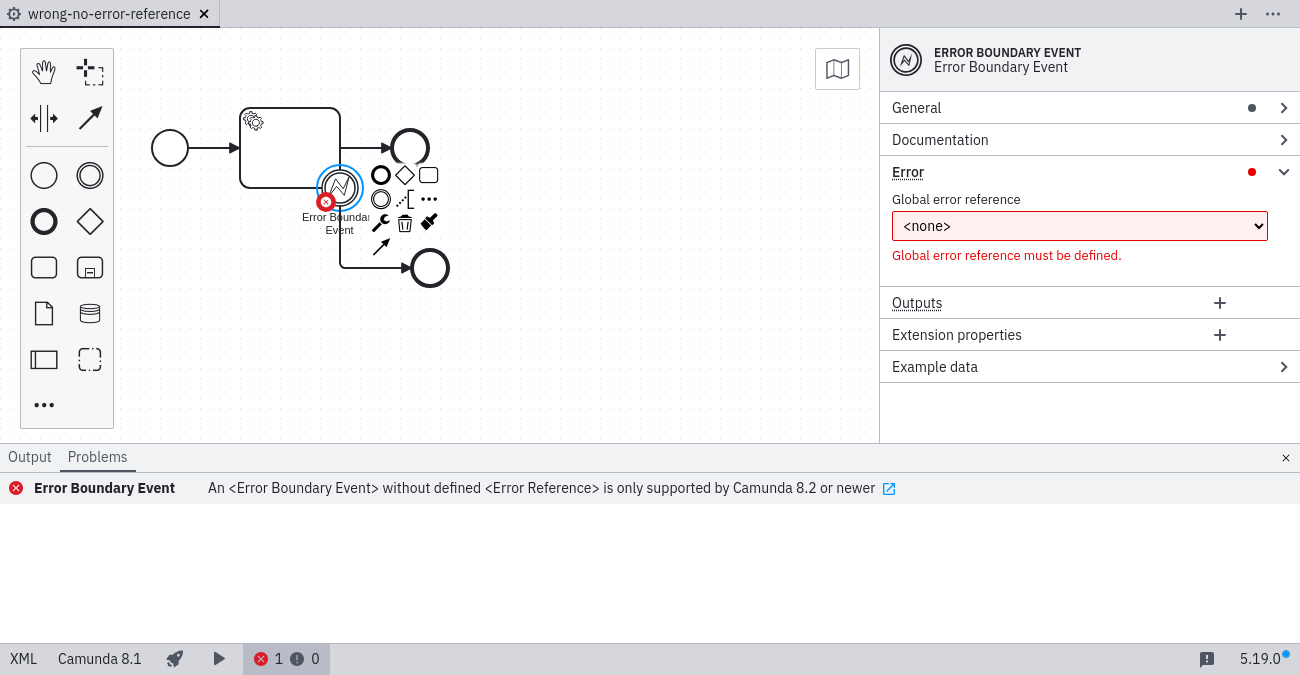 wrong-no-error-reference
ERROR BOUNDARY EVENT
Error Boundary Event
General
Documentation
Error
Global error reference
<none>
Global error reference must be defined.
Outputs
Extension properties
Example data
Error Boundar
Event
Output
Problems
Error Boundary Event
An <Error Boundary Event> without defined <Error Reference> is only supported by Camunda 8.2 or newer
XML
Camunda 8.1
1
0
5.19.0